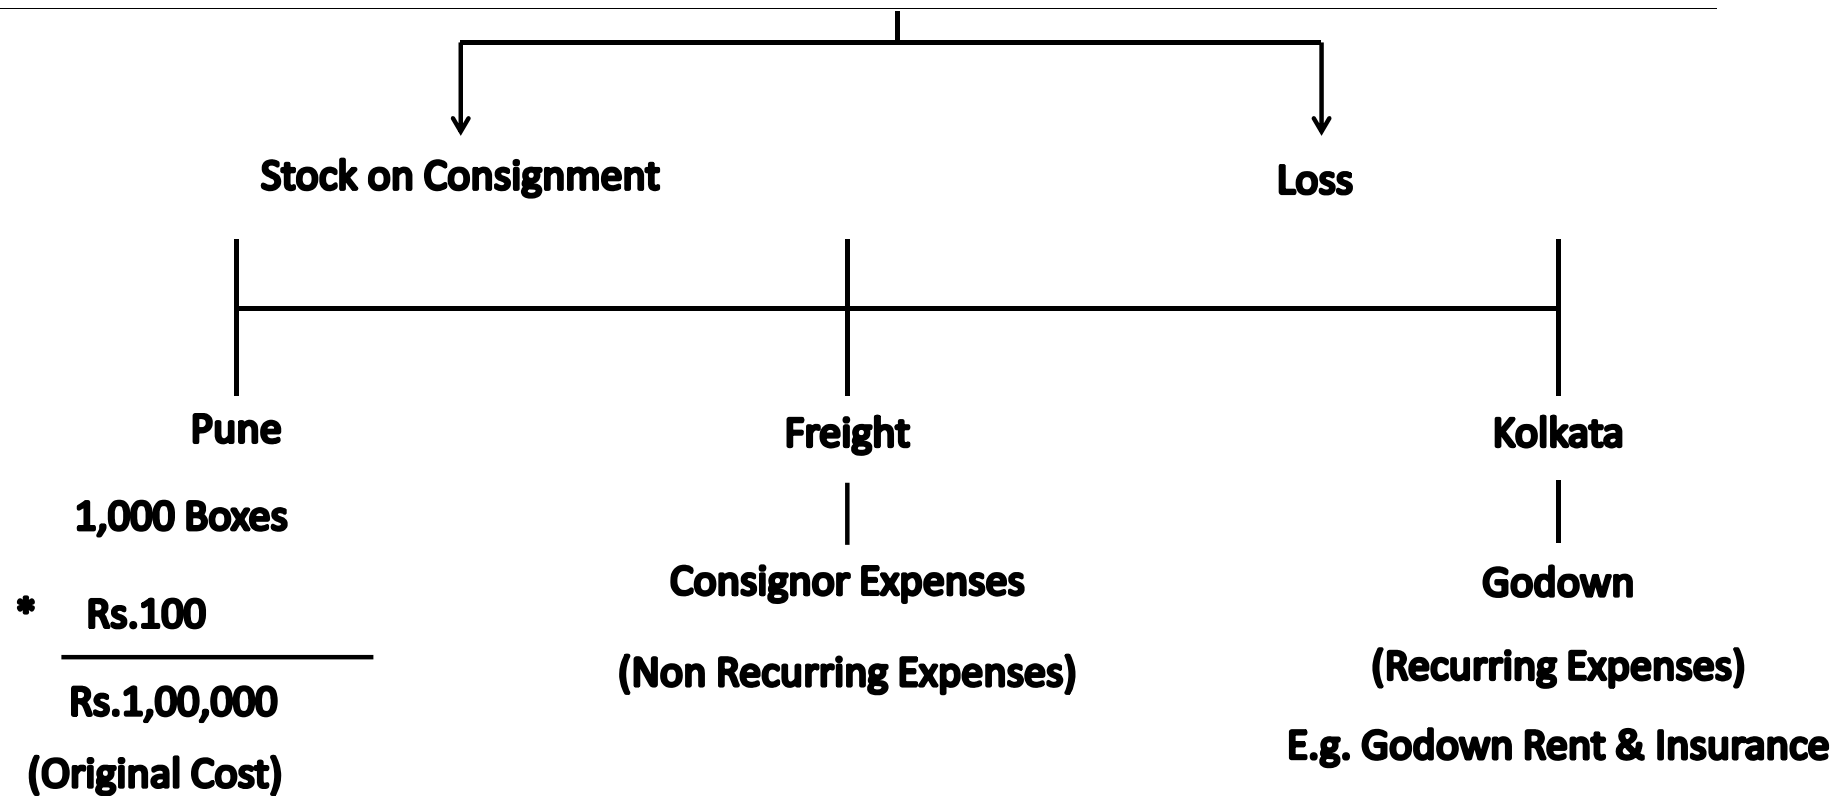 Stock on Consignment
Loss
Pune
1,000 Boxes
* Rs.100
Rs.1,00,000
(Original Cost)
Freight
Consignor Expenses
(Non Recurring Expenses)
Kolkata
Godown
(Recurring Expenses)
E.g. Godown Rent & Insurance